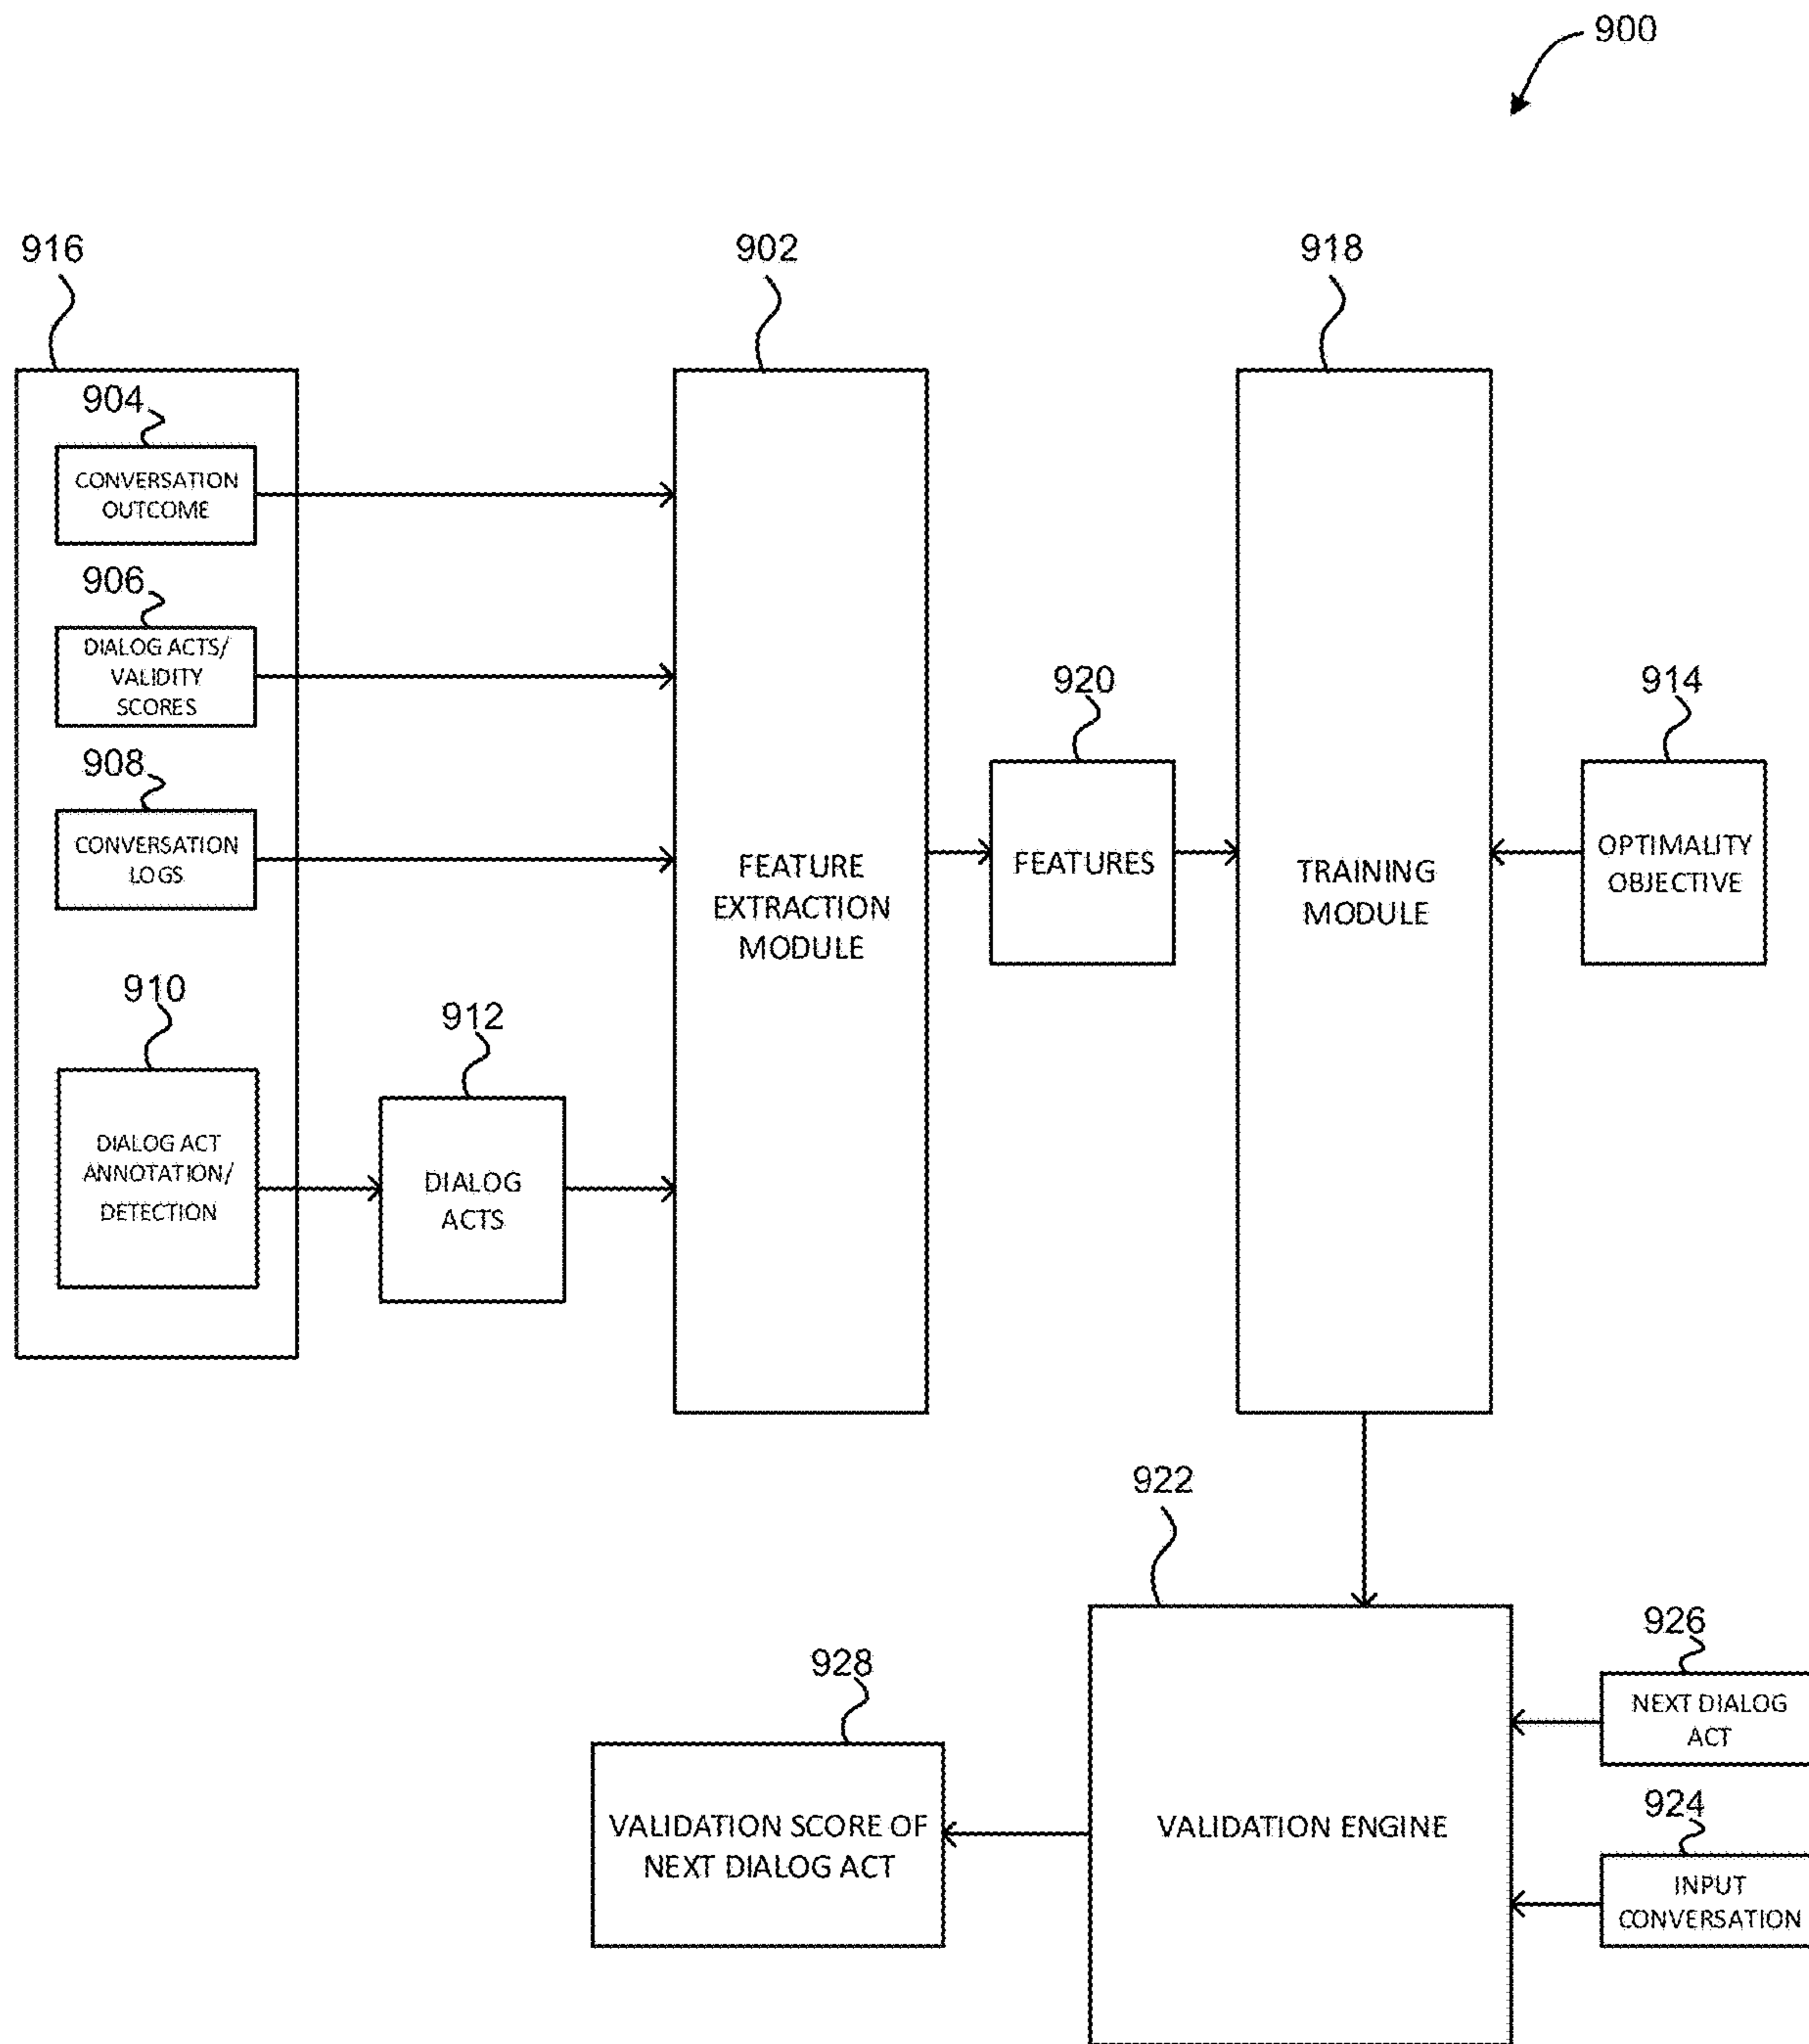 900
916
902
918
904
CONVERSATION
OUTCOME
906
DIALOG ACTS/
VALIDITY
SCORES
908
CONVERSATION
LOGS
910
DIALOG ACT
ANNOTATION/
DETECTION
912
DIALOG
ACTS
FEATURE
EXTRACTION
MODULE
920
FEATURES
TRAINING
MODULE
914
OPTIMALITY
OBJECTIVE
922
VALIDATION ENGINE
926
NEXT DIALOG
ACT
924
INPUT
CONVERSATION
928
VALIDATION SCORE OF
NEXT DIALOG ACT